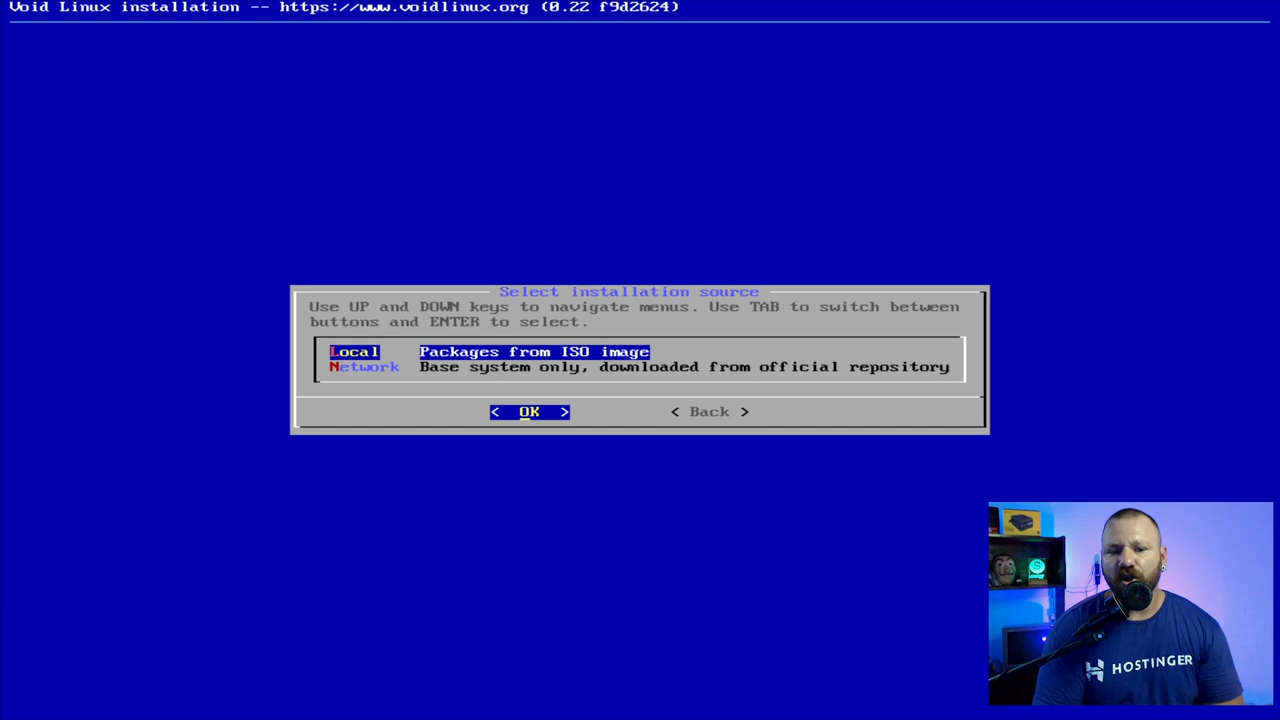 Void Linux installation -- https://www.voidlinux.org (0.22 f9d2624)
Select installation source
Use UP and DOWN keys to navigate menus. Use TAB to switch between
buttons and ENTER to select.
Local Packages from ISO image
Network Base system only, downloaded from official repository
< OK > < Back >
HOSTINGER